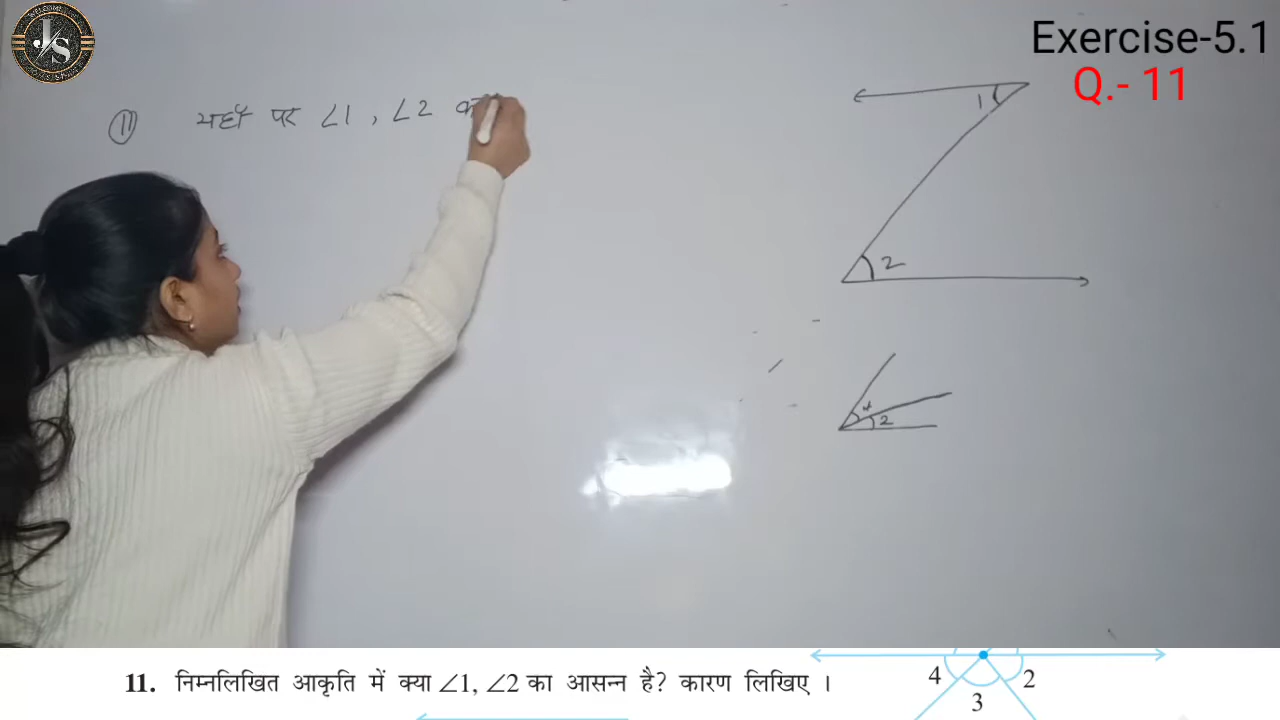 WELCOME
J/S
Exercise-5.1
Q.- 11
11 यहाँ पर ∠1, ∠2
1
2
2
11. निम्नलिखित आकृति में क्या ∠1, ∠2 का आसन्न है? कारण लिखिए ।
4
2
3